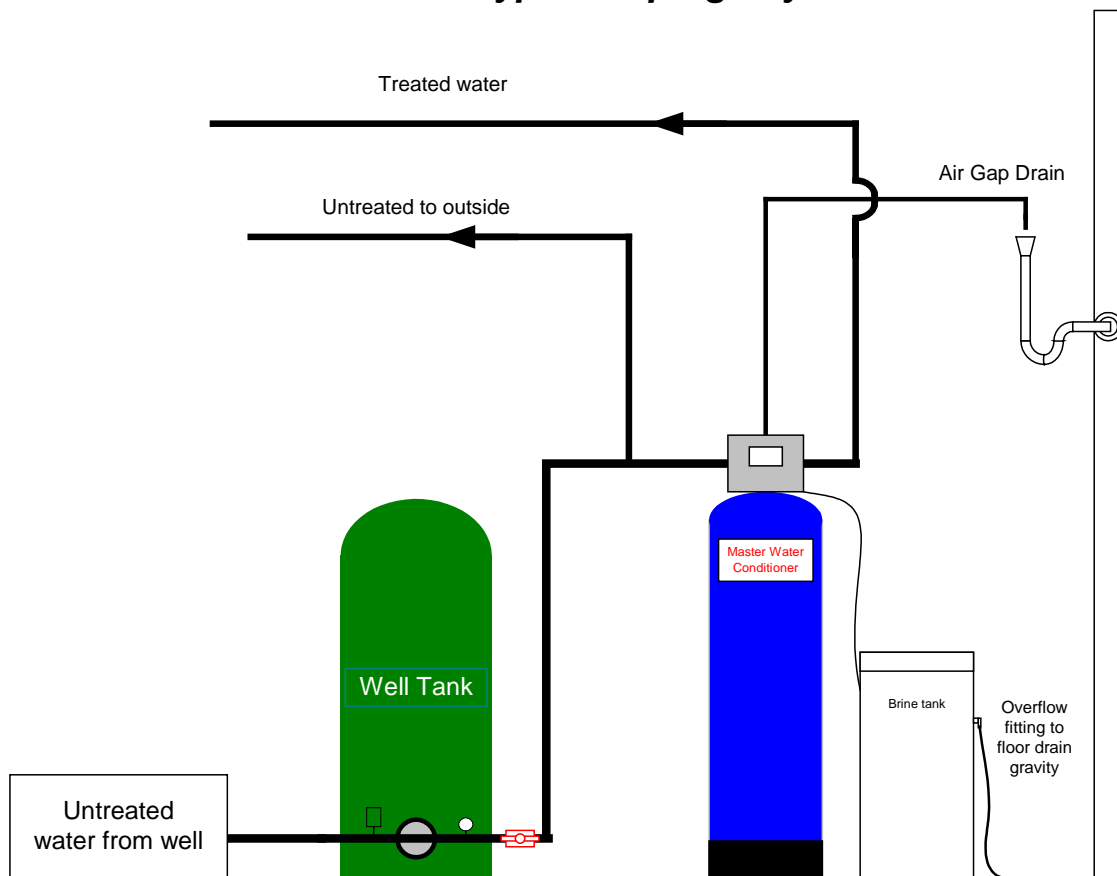 Treated water
Air Gap Drain
Untreated to outside
Master Water
Conditioner
Well Tank
Brine tank
Overflow
fitting to
floor drain
gravity
Untreated
water from well